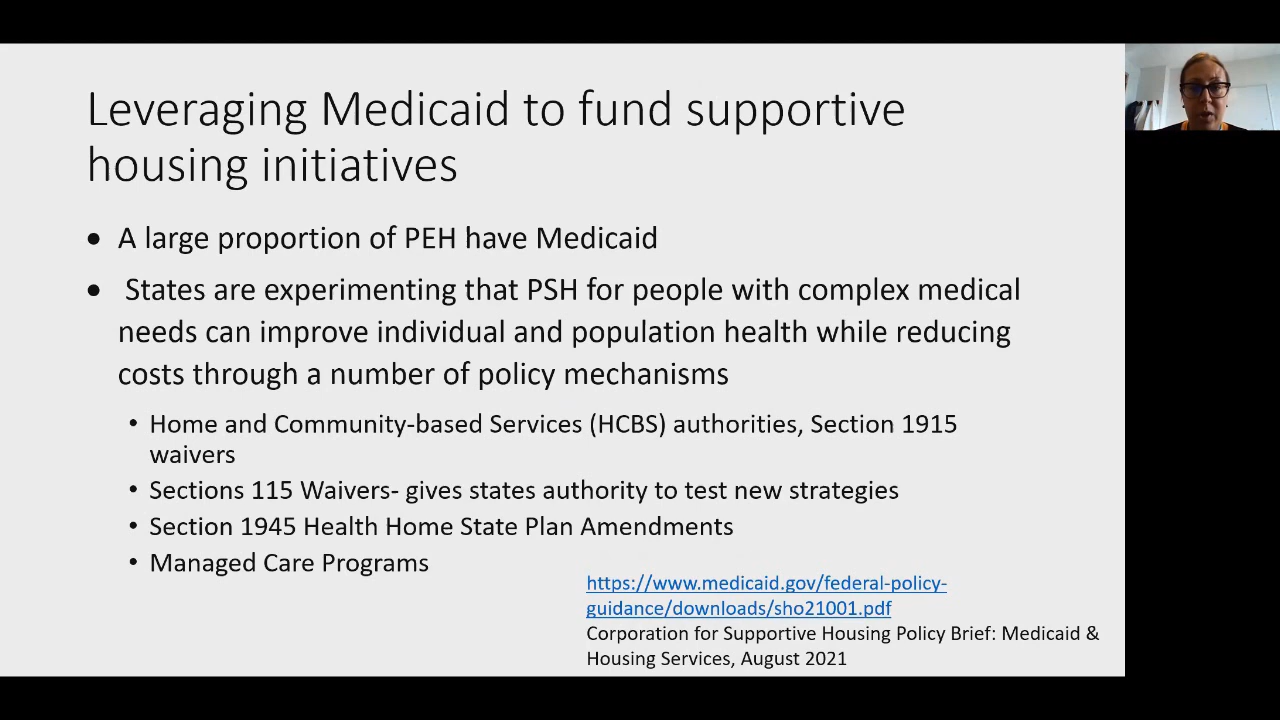 Leveraging Medicaid to fund supportive
housing initiatives
• A large proportion of PEH have Medicaid
• States are experimenting that PSH for people with complex medical
needs can improve individual and population health while reducing
costs through a number of policy mechanisms
• Home and Community-based Services (HCBS) authorities, Section 1915
waivers
• Sections 115 Waivers- gives states authority to test new strategies
• Section 1945 Health Home State Plan Amendments
• Managed Care Programs
https://www.medicaid.gov/federal-policy-
guidance/downloads/sho21001.pdf
Corporation for Supportive Housing Policy Brief: Medicaid &
Housing Services, August 2021